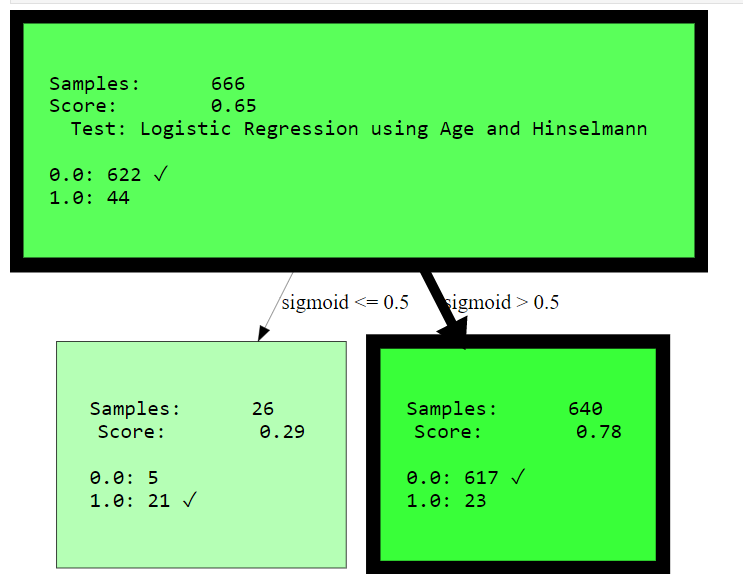 Samples: 666
Score: 0.65
Test: Logistic Regression using Age and Hinselmann
0.0: 622 ✓
1.0: 44
sigmoid <= 0.5
sigmoid > 0.5
Samples: 26
Score: 0.29
0.0: 5
1.0: 21 ✓
Samples: 640
Score: 0.78
0.0: 617 ✓
1.0: 23